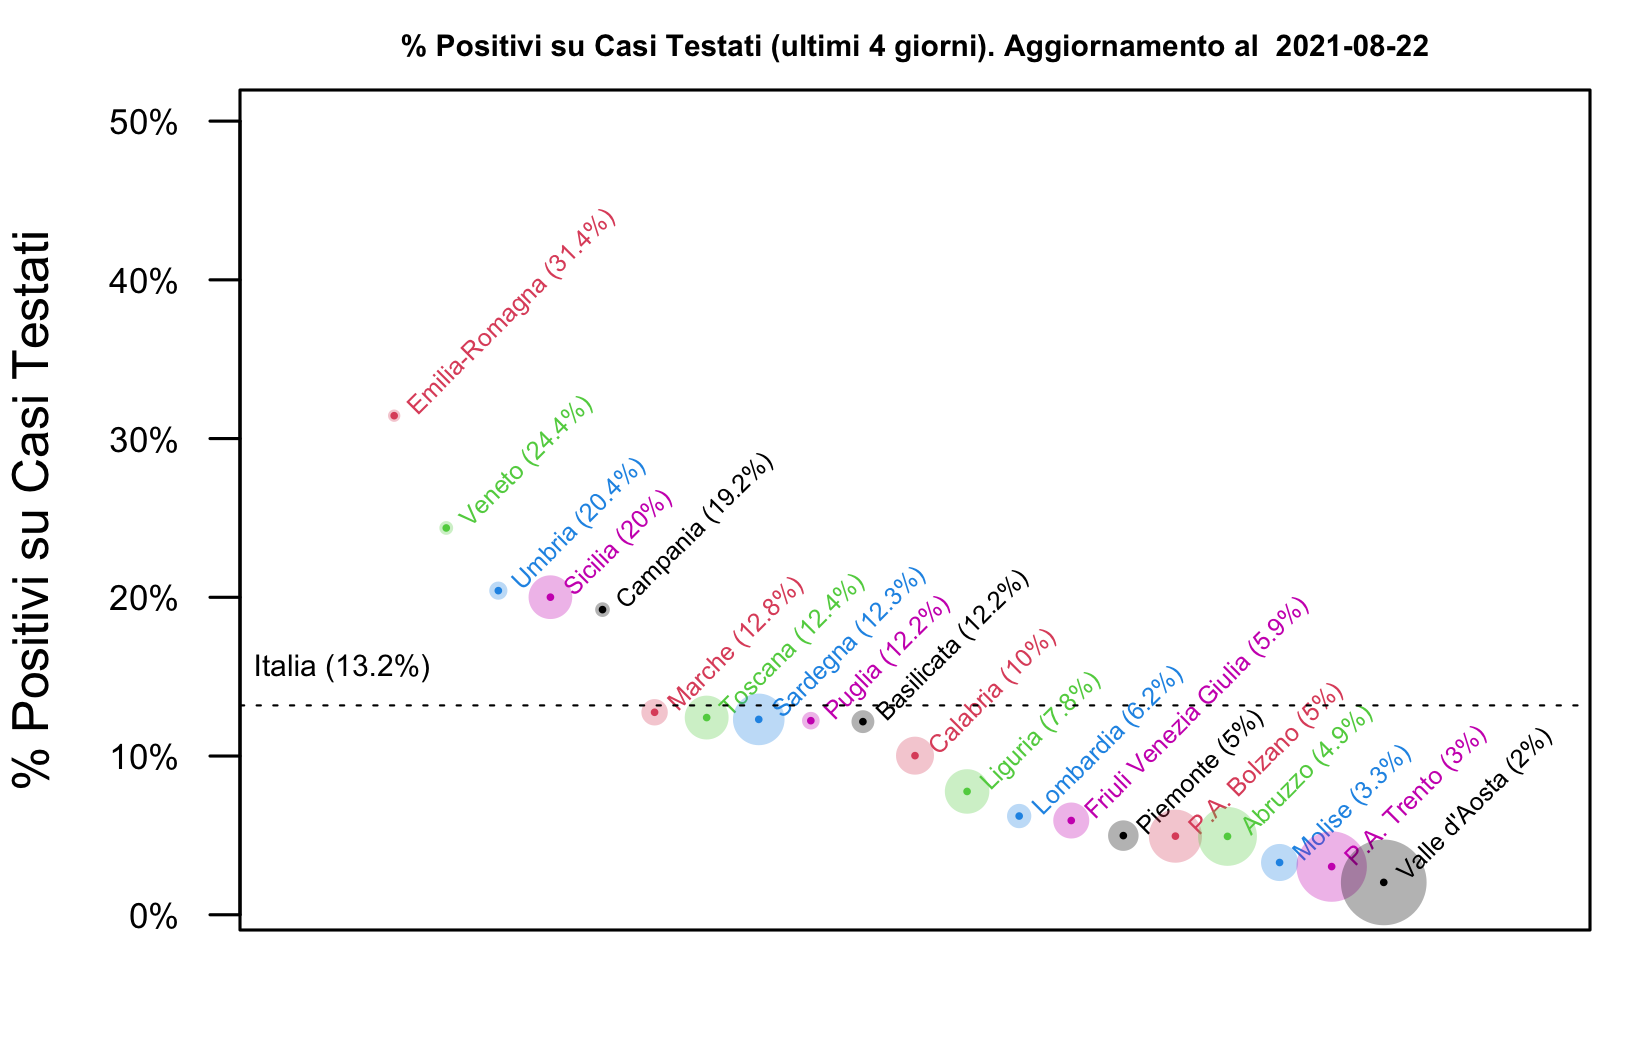 % Positivi su Casi Testati (ultimi 4 giorni). Aggiornamento al  2021-08-22
% Positivi su Casi Testati
50%
40%
30%
20%
10%
0%
Italia (13.2%)
Emilia-Romagna (31.4%)
Veneto (24.4%)
Umbria (20.4%)
Sicilia (20%)
Campania (19.2%)
Marche (12.8%)
Toscana (12.4%)
Sardegna (12.3%)
Puglia (12.2%)
Basilicata (12.2%)
Calabria (10%)
Liguria (7.8%)
Lombardia (6.2%)
Friuli Venezia Giulia (5.9%)
Piemonte (5%)
P.A. Bolzano (5%)
Abruzzo (4.9%)
Molise (3.3%)
P.A. Trento (3%)
Valle d'Aosta (2%)